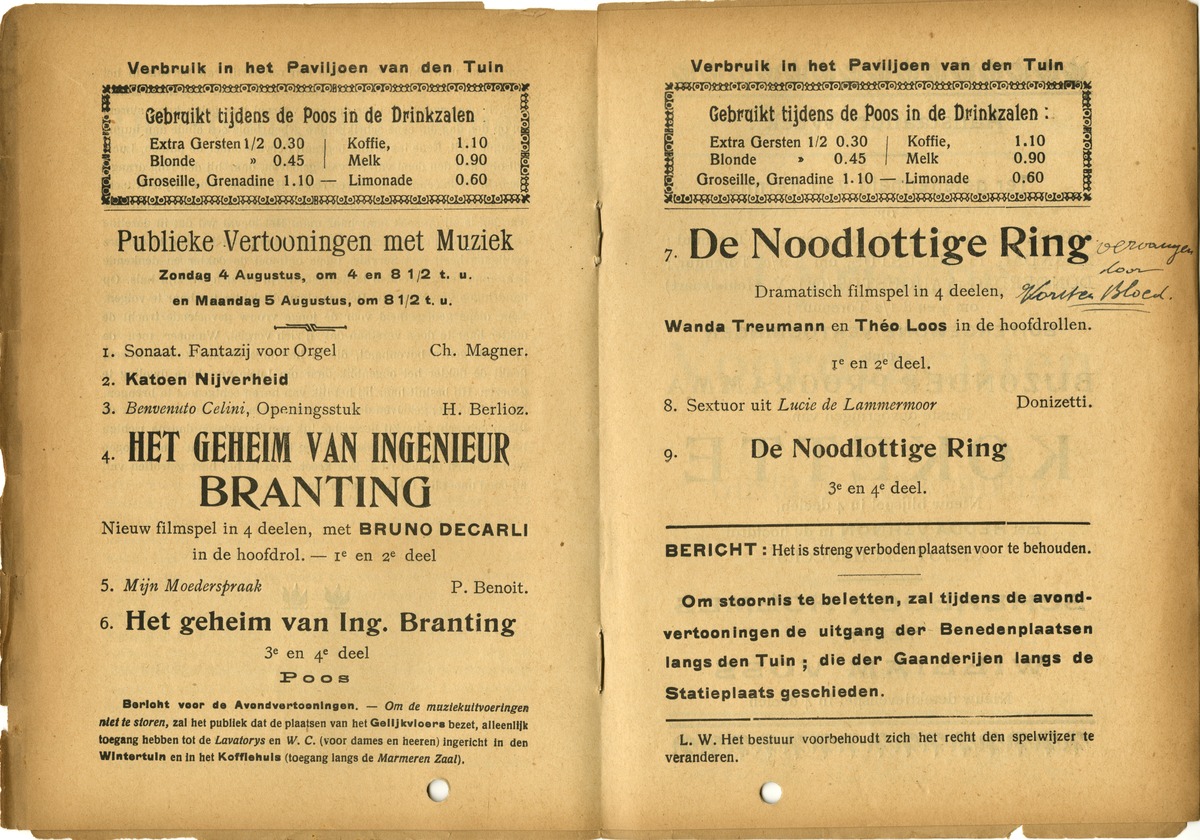 Verbruik in het Paviljoen van den Tuin
Gebruikt tijdens de Poos in de Drinkzalen :
Extra Gersten 1/2 0.30 | Koffie, 1.10
Blonde » 0.45 | Melk 0.90
Groseille, Grenadine 1.10 — Limonade 0.60
Publieke Vertooningen met Muziek
Zondag 4 Augustus, om 4 en 8 1/2 t. u.
en Maandag 5 Augustus, om 8 1/2 t. u.
1. Sonaat. Fantazij voor Orgel Ch. Magner.
2. Katoen Nijverheid
3. Benvenuto Celini, Openingsstuk H. Berlioz.
4. HET GEHEIM VAN INGENIEUR
BRANTING
Nieuw filmspel in 4 deelen, met BRUNO DECARLI
in de hoofdrol. — 1e en 2e deel
5. Mijn Moederspraak P. Benoit.
6. Het geheim van Ing. Branting
3e en 4e deel
Poos
Bericht voor de Avondvertooningen. — Om de muziekuitvoeringen
niet te storen, zal het publiek dat de plaatsen van het Gelijkvloers bezet, alleenlijk
toegang hebben tot de Lavatorys en W. C. (voor dames en heeren) ingericht in den
Wintertuin en in het Koffiehuis (toegang langs de Marmeren Zaal).
Verbruik in het Paviljoen van den Tuin
Gebruikt tijdens de Poos in de Drinkzalen :
Extra Gersten 1/2 0.30 | Koffie, 1.10
Blonde » 0.45 | Melk 0.90
Groseille, Grenadine 1.10 — Limonade 0.60
7. De Noodlottige Ring vervangen
door
Dramatisch filmspel in 4 deelen, Vorsten Bloed.
Wanda Treumann en Théo Loos in de hoofdrollen.
1e en 2e deel.
8. Sextuor uit Lucie de Lammermoor Donizetti.
9. De Noodlottige Ring
3e en 4e deel.
BERICHT : Het is streng verboden plaatsen voor te behouden.
Om stoornis te beletten, zal tijdens de avond-
vertooningen de uitgang der Benedenplaatsen
langs den Tuin ; die der Gaanderijen langs de
Statieplaats geschieden.
L. W. Het bestuur voorbehoudt zich het recht den spelwijzer te
veranderen.